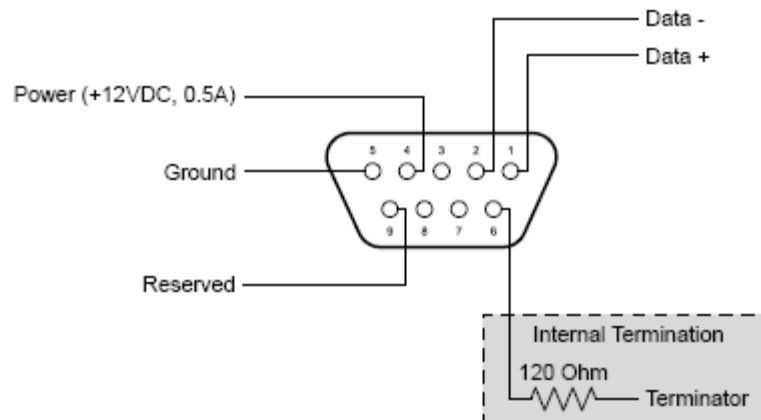 Data -
Data +
Power (+12VDC, 0.5A)
5 4 3 2 1
Ground
9 8 7 6
Reserved
Internal Termination
120 Ohm
Terminator